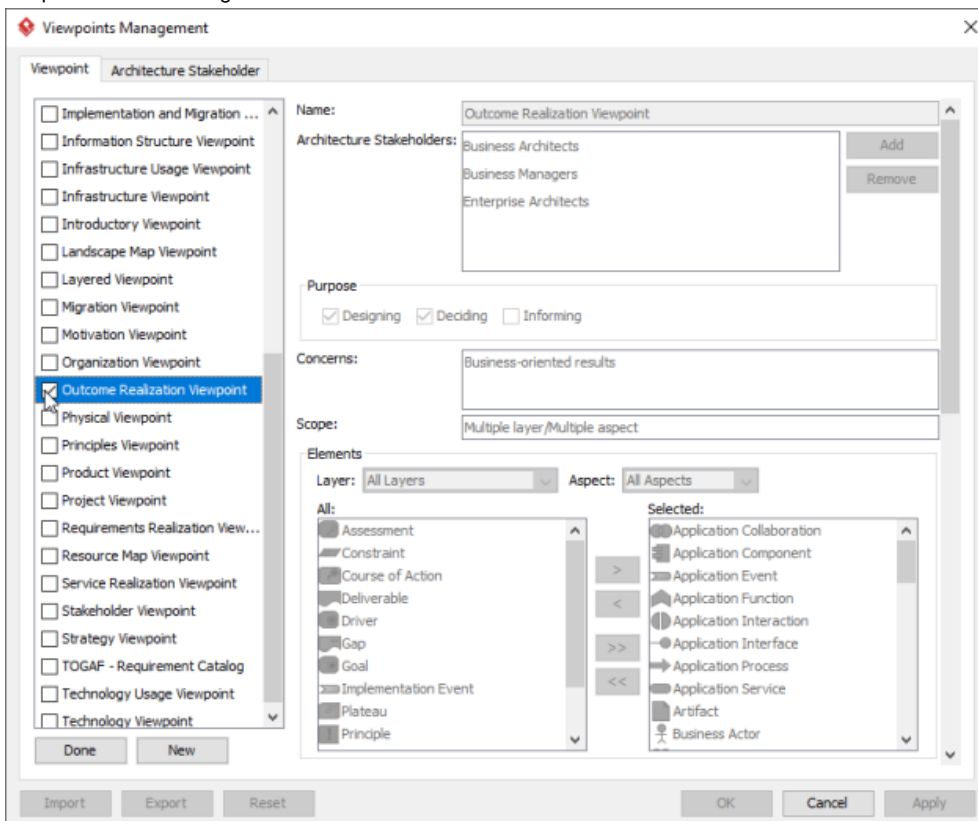 Viewpoints Management
Viewpoint Architecture Stakeholder
Implementation and Migration ...
Information Structure Viewpoint
Infrastructure Usage Viewpoint
Infrastructure Viewpoint
Introductory Viewpoint
Landscape Map Viewpoint
Layered Viewpoint
Migration Viewpoint
Motivation Viewpoint
Organization Viewpoint
Outcome Realization Viewpoint
Physical Viewpoint
Principles Viewpoint
Product Viewpoint
Project Viewpoint
Requirements Realization View...
Resource Map Viewpoint
Service Realization Viewpoint
Stakeholder Viewpoint
Strategy Viewpoint
TOGAF - Requirement Catalog
Technology Usage Viewpoint
Technology Viewpoint
Done New
Name: Outcome Realization Viewpoint
Architecture Stakeholders: Business Architects
Business Managers
Enterprise Architects
Add
Remove
Purpose
Designing Deciding Informing
Concerns: Business-oriented results
Scope: Multiple layer/Multiple aspect
Elements
Layer: All Layers Aspect: All Aspects
All:
Assessment
Constraint
Course of Action
Deliverable
Driver
Gap
Goal
Implementation Event
Plateau
Principle
>
<
>>
<<
Selected:
Application Collaboration
Application Component
Application Event
Application Function
Application Interaction
Application Interface
Application Process
Application Service
Artifact
Business Actor
Import Export Reset OK Cancel Apply